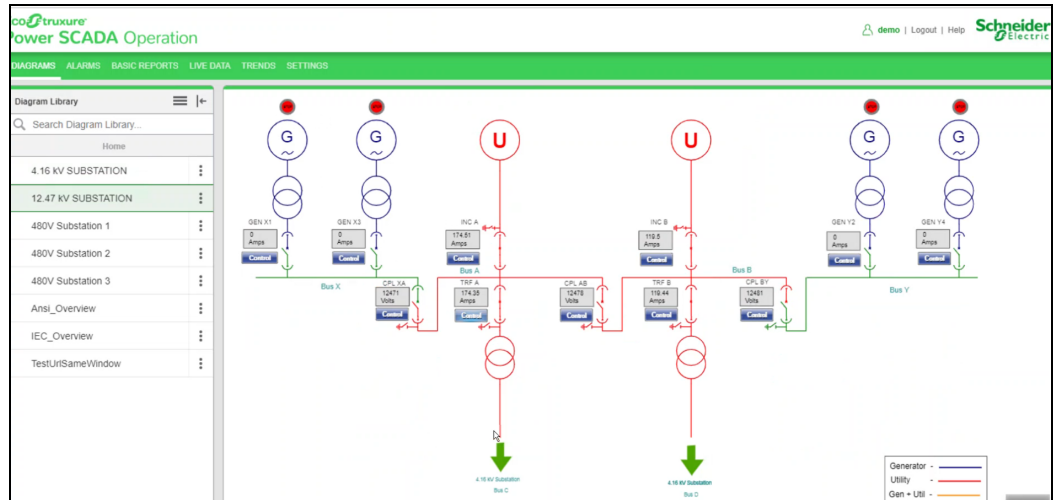 co Struxure
Power SCADA Operation
demo | Logout | Help
Schneider
Electric
DIAGRAMS ALARMS BASIC REPORTS LIVE DATA TRENDS SETTINGS
Diagram Library
Search Diagram Library...
Home
4.16 kV SUBSTATION
12.47 kV SUBSTATION
480V Substation 1
480V Substation 2
480V Substation 3
Ansi_Overview
IEC_Overview
TestUrlSameWindow
G G U U G G
GEN X1 GEN X3 INC A INC B GEN Y2 GEN Y4
0 0 174.51 119.5 0 0
Amps Amps Amps Amps Amps Amps
Control Control Control Control Control Control
Bus A Bus B
Bus X Bus Y
CPL XA TRF A CPL AB TRF B CPL BY
12471 174.35 12478 119.44 12481
Volts Amps Volts Amps Volts
Control Control Control Control Control
4.16 kV Substation
Bus C
4.16 kV Substation
Bus D
Generator -
Utility -
Gen + Util -